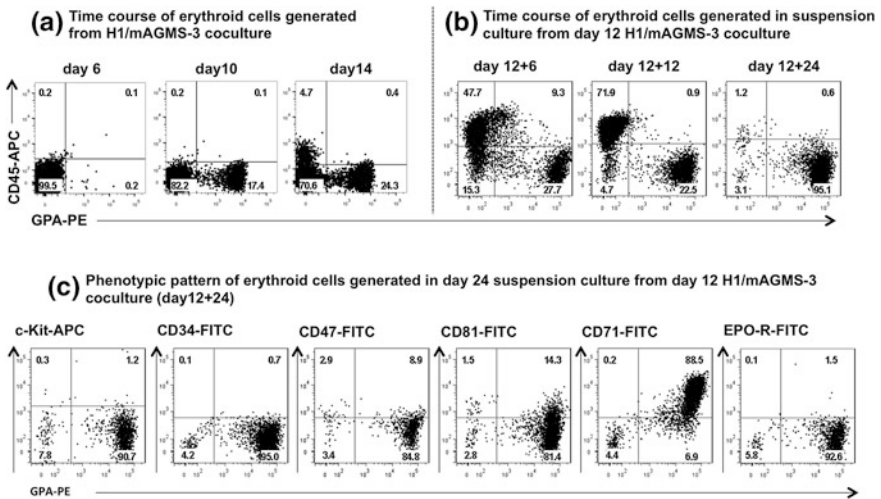 (a) Time course of erythroid cells generated
from H1/mAGMS-3 coculture
day 6 day10 day14
0.2 0.1 0.2 0.1 4.7 0.4
99.5 0.2 82.2 17.4 70.6 24.3
CD45-APC
GPA-PE
(b) Time course of erythroid cells generated in suspension
culture from day 12 H1/mAGMS-3 coculture
day 12+6 day 12+12 day 12+24
47.7 9.3 71.9 0.9 1.2 0.6
15.3 27.7 4.7 22.5 3.1 95.1
(c) Phenotypic pattern of erythroid cells generated in day 24 suspension culture from day 12 H1/mAGMS-3
coculture (day12+24)
c-Kit-APC CD34-FITC CD47-FITC CD81-FITC CD71-FITC EPO-R-FITC
0.3 1.2 0.1 0.7 2.9 8.9 1.5 14.3 0.2 88.5 0.1 1.5
7.8 90.7 4.2 95.0 3.4 84.8 2.8 81.4 4.4 6.9 5.8 92.6
GPA-PE